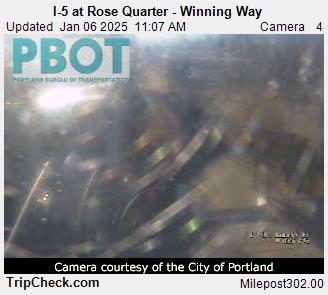 I-5 at Rose Quarter - Winning Way
Updated Jan 06 2025 11:07 AM Camera 4
PBOT
PORTLAND BUREAU OF TRANSPORTATION
Camera courtesy of the City of Portland
TripCheck.com Milepost302.00